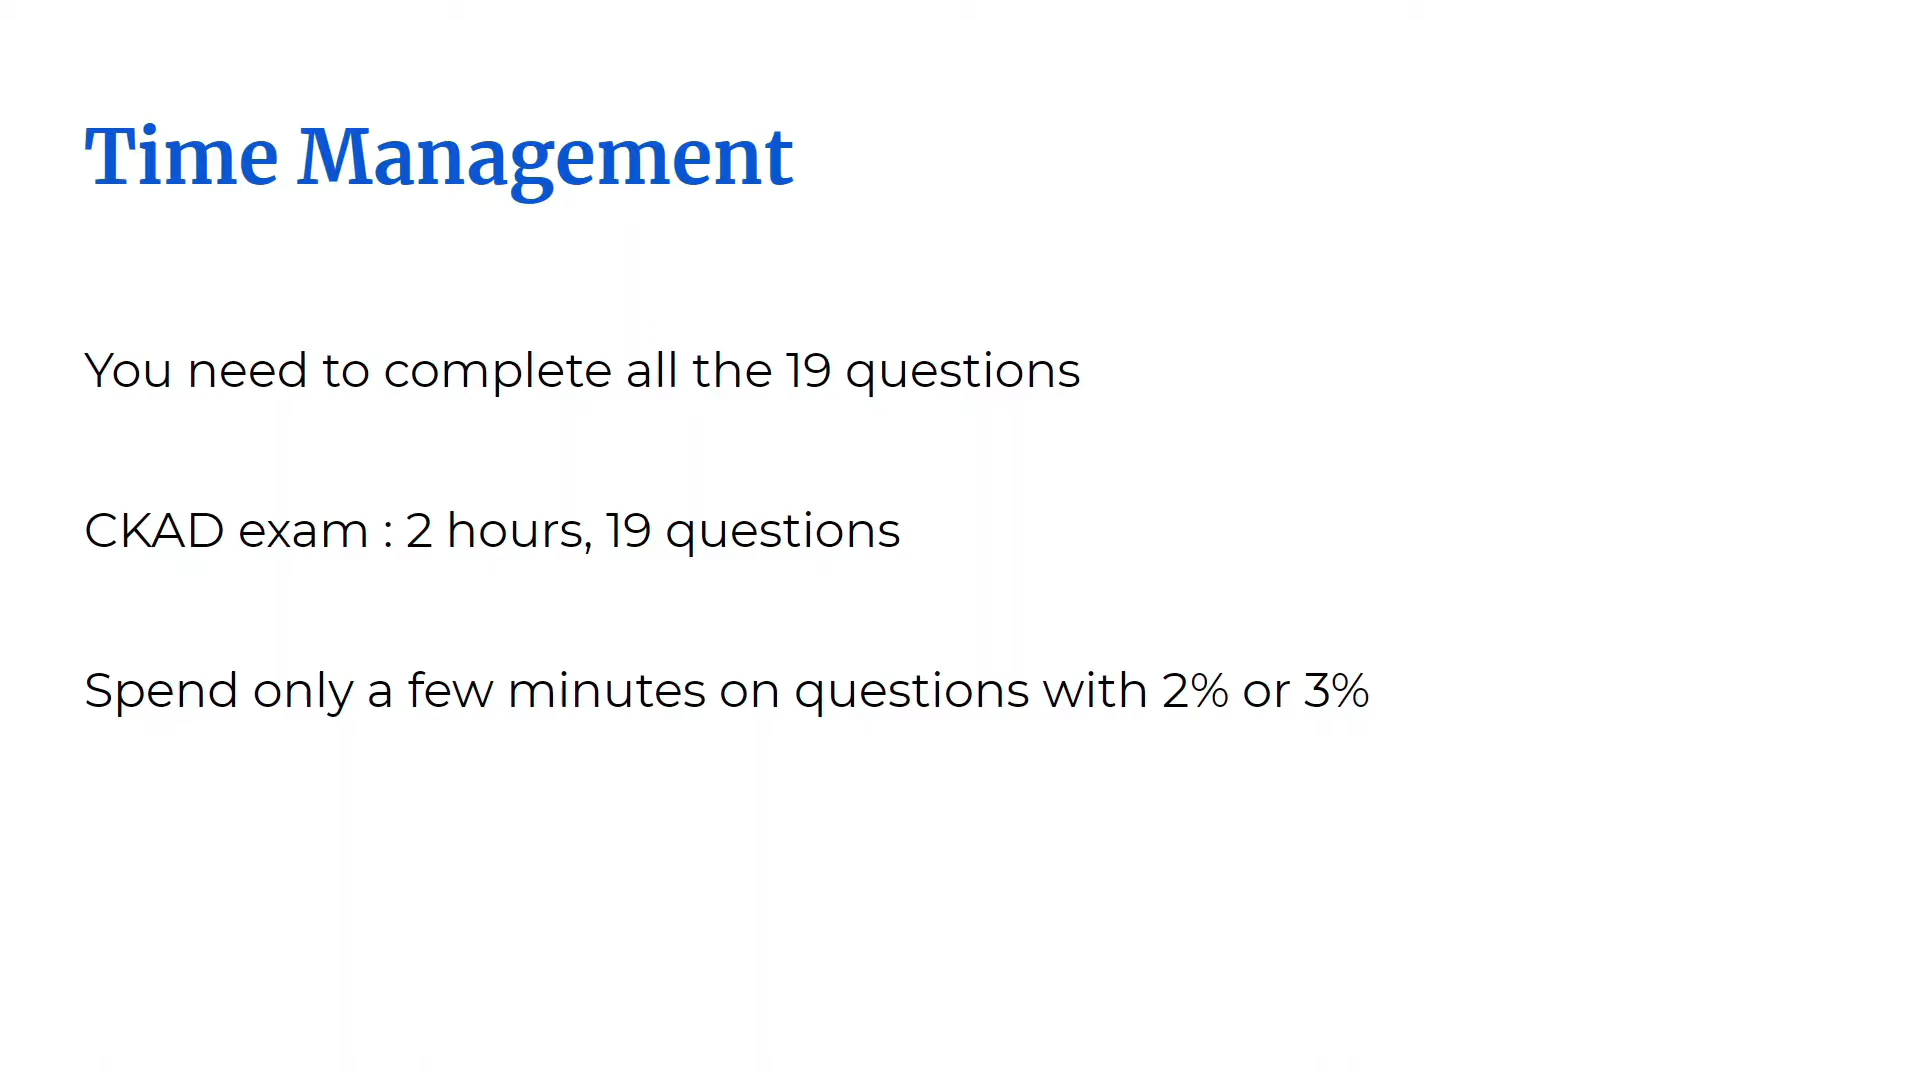 Time Management
You need to complete all the 19 questions
CKAD exam : 2 hours, 19 questions
Spend only a few minutes on questions with 2% or 3%